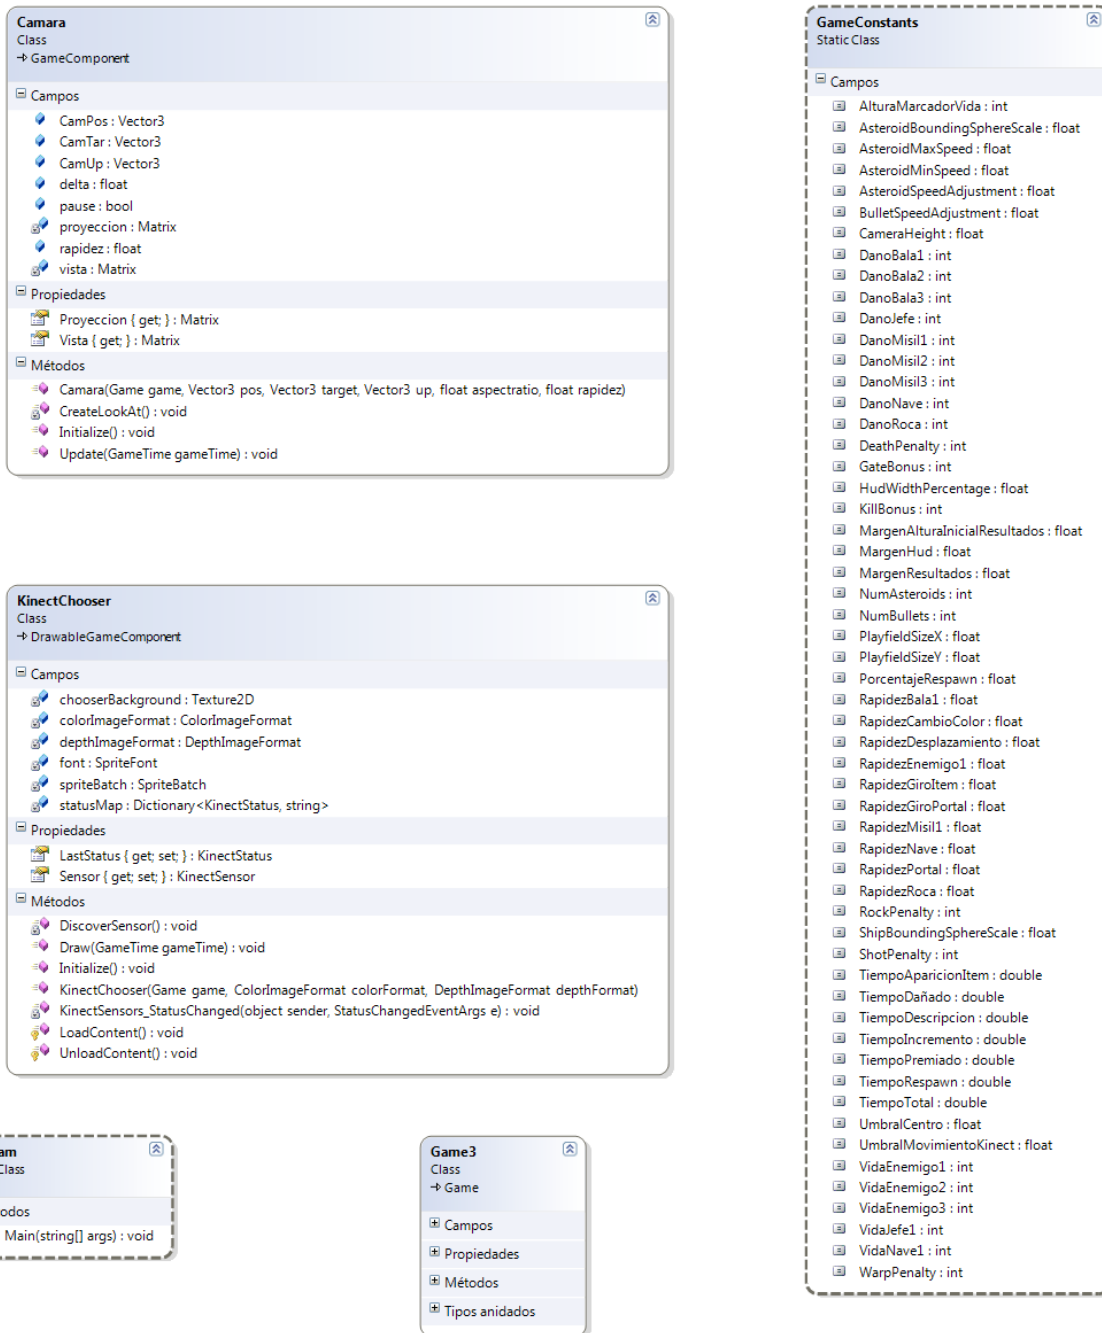 Camara
Class
GameComponent
Campos
CamPos : Vector3
CamTar : Vector3
CamUp : Vector3
delta : float
pause : bool
proyeccion : Matrix
rapidez : float
vista : Matrix
Propiedades
Proyeccion { get; } : Matrix
Vista { get; } : Matrix
Métodos
Camara(Game game, Vector3 pos, Vector3 target, Vector3 up, float aspectratio, float rapidez)
CreateLookAt() : void
Initialize() : void
Update(GameTime gameTime) : void
KinectChooser
Class
DrawableGameComponent
Campos
chooserBackground : Texture2D
colorImageFormat : ColorImageFormat
depthImageFormat : DepthImageFormat
font : SpriteFont
spriteBatch : SpriteBatch
statusMap : Dictionary<KinectStatus, string>
Propiedades
LastStatus { get; set; } : KinectStatus
Sensor { get; set; } : KinectSensor
Métodos
DiscoverSensor() : void
Draw(GameTime gameTime) : void
Initialize() : void
KinectChooser(Game game, ColorImageFormat colorFormat, DepthImageFormat depthFormat)
KinectSensors_StatusChanged(object sender, StatusChangedEventArgs e) : void
LoadContent() : void
UnloadContent() : void
am
Class
odos
Main(string[] args) : void
Game3
Class
Game
Campos
Propiedades
Métodos
Tipos anidados
GameConstants
Static Class
Campos
AlturaMarcadorVida : int
AsteroidBoundingSphereScale : float
AsteroidMaxSpeed : float
AsteroidMinSpeed : float
AsteroidSpeedAdjustment : float
BulletSpeedAdjustment : float
CameraHeight : float
DanoBala1 : int
DanoBala2 : int
DanoBala3 : int
DanoJefe : int
DanoMisil1 : int
DanoMisil2 : int
DanoMisil3 : int
DanoNave : int
DanoRoca : int
DeathPenalty : int
GateBonus : int
HudWidthPercentage : float
KillBonus : int
MargenAlturaInicialResultados : float
MargenHud : float
MargenResultados : float
NumAsteroids : int
NumBullets : int
PlayfieldSizeX : float
PlayfieldSizeY : float
PorcentajeRespawn : float
RapidezBala1 : float
RapidezCambioColor : float
RapidezDesplazamiento : float
RapidezEnemigo1 : float
RapidezGiroItem : float
RapidezGiroPortal : float
RapidezMisil1 : float
RapidezNave : float
RapidezPortal : float
RapidezRoca : float
RockPenalty : int
ShipBoundingSphereScale : float
ShotPenalty : int
TiempoAparicionItem : double
TiempoDañado : double
TiempoDescripcion : double
TiempoIncremento : double
TiempoPremiado : double
TiempoRespawn : double
TiempoTotal : double
UmbralCentro : float
UmbralMovimientoKinect : float
VidaEnemigo1 : int
VidaEnemigo2 : int
VidaEnemigo3 : int
VidaJefe1 : int
VidaNave1 : int
WarpPenalty : int